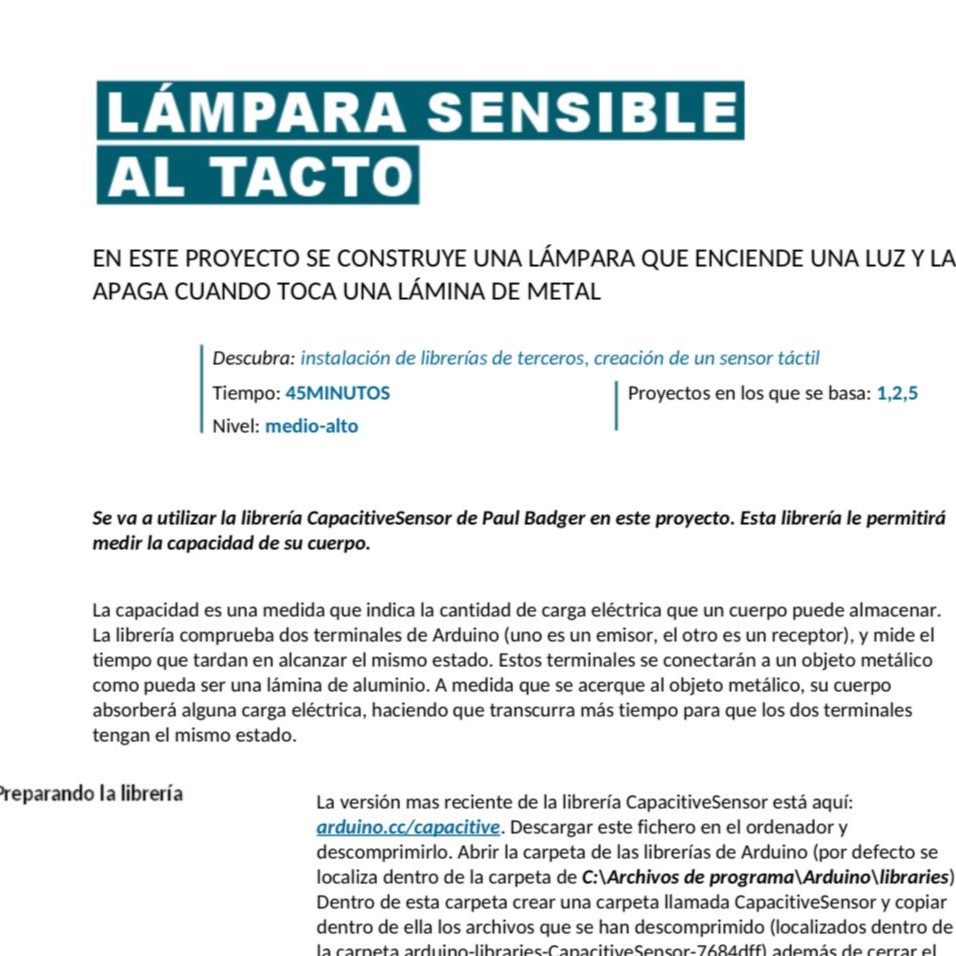 LÁMPARA SENSIBLE
AL TACTO
EN ESTE PROYECTO SE CONSTRUYE UNA LÁMPARA QUE ENCIENDE UNA LUZ Y LA
APAGA CUANDO TOCA UNA LÁMINA DE METAL
Descubra: instalación de librerías de terceros, creación de un sensor táctil
Tiempo: 45MINUTOS
Proyectos en los que se basa: 1,2,5
Nivel: medio-alto
Se va a utilizar la librería CapacitiveSensor de Paul Badger en este proyecto. Esta librería le permitirá
medir la capacidad de su cuerpo.
La capacidad es una medida que indica la cantidad de carga eléctrica que un cuerpo puede almacenar.
La librería comprueba dos terminales de Arduino (uno es un emisor, el otro es un receptor), y mide el
tiempo que tardan en alcanzar el mismo estado. Estos terminales se conectarán a un objeto metálico
como pueda ser una lámina de aluminio. A medida que se acerque al objeto metálico, su cuerpo
absorberá alguna carga eléctrica, haciendo que transcurra más tiempo para que los dos terminales
tengan el mismo estado.
Preparando la librería
La versión mas reciente de la librería CapacitiveSensor está aquí:
arduino.cc/capacitive. Descargar este fichero en el ordenador y
descomprimirlo. Abrir la carpeta de las librerías de Arduino (por defecto se
localiza dentro de la carpeta de C:\Archivos de programa\Arduino\libraries)
Dentro de esta carpeta crear una carpeta llamada CapacitiveSensor y copiar
dentro de ella los archivos que se han descomprimido (localizados dentro de
la carpeta arduino-libraries-CapacitiveSensor-7684dff) además de cerrar el